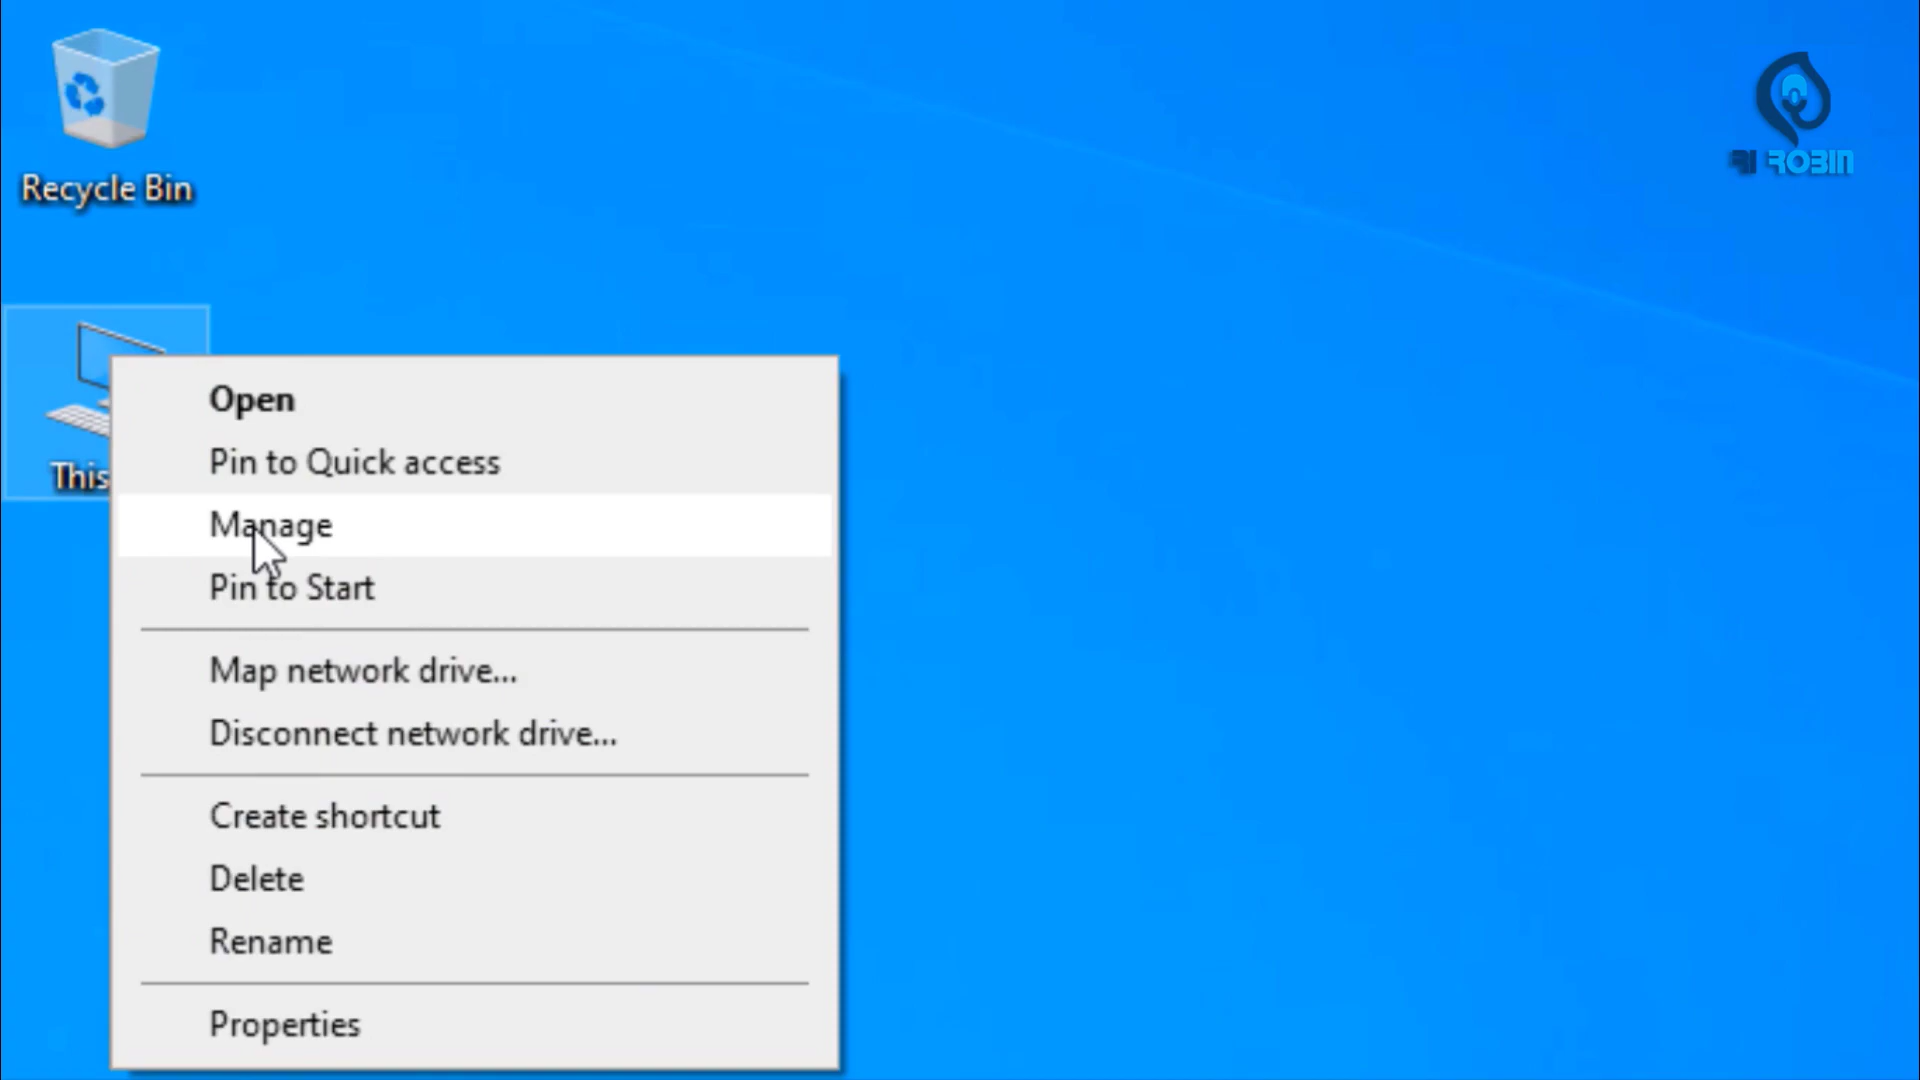 Recycle Bin
RI ROBIN
This
Open
Pin to Quick access
Manage
Pin to Start
Map network drive...
Disconnect network drive...
Create shortcut
Delete
Rename
Properties